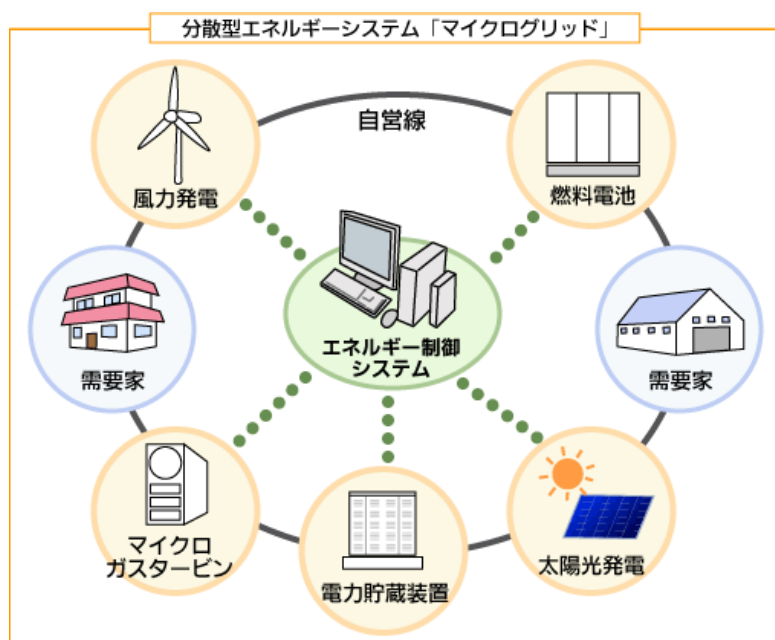 分散型エネルギーシステム「マイクログリッド」
自営線
風力発電
燃料電池
エネルギー制御
システム
需要家
需要家
マイクロ
ガスタービン
電力貯蔵装置
太陽光発電